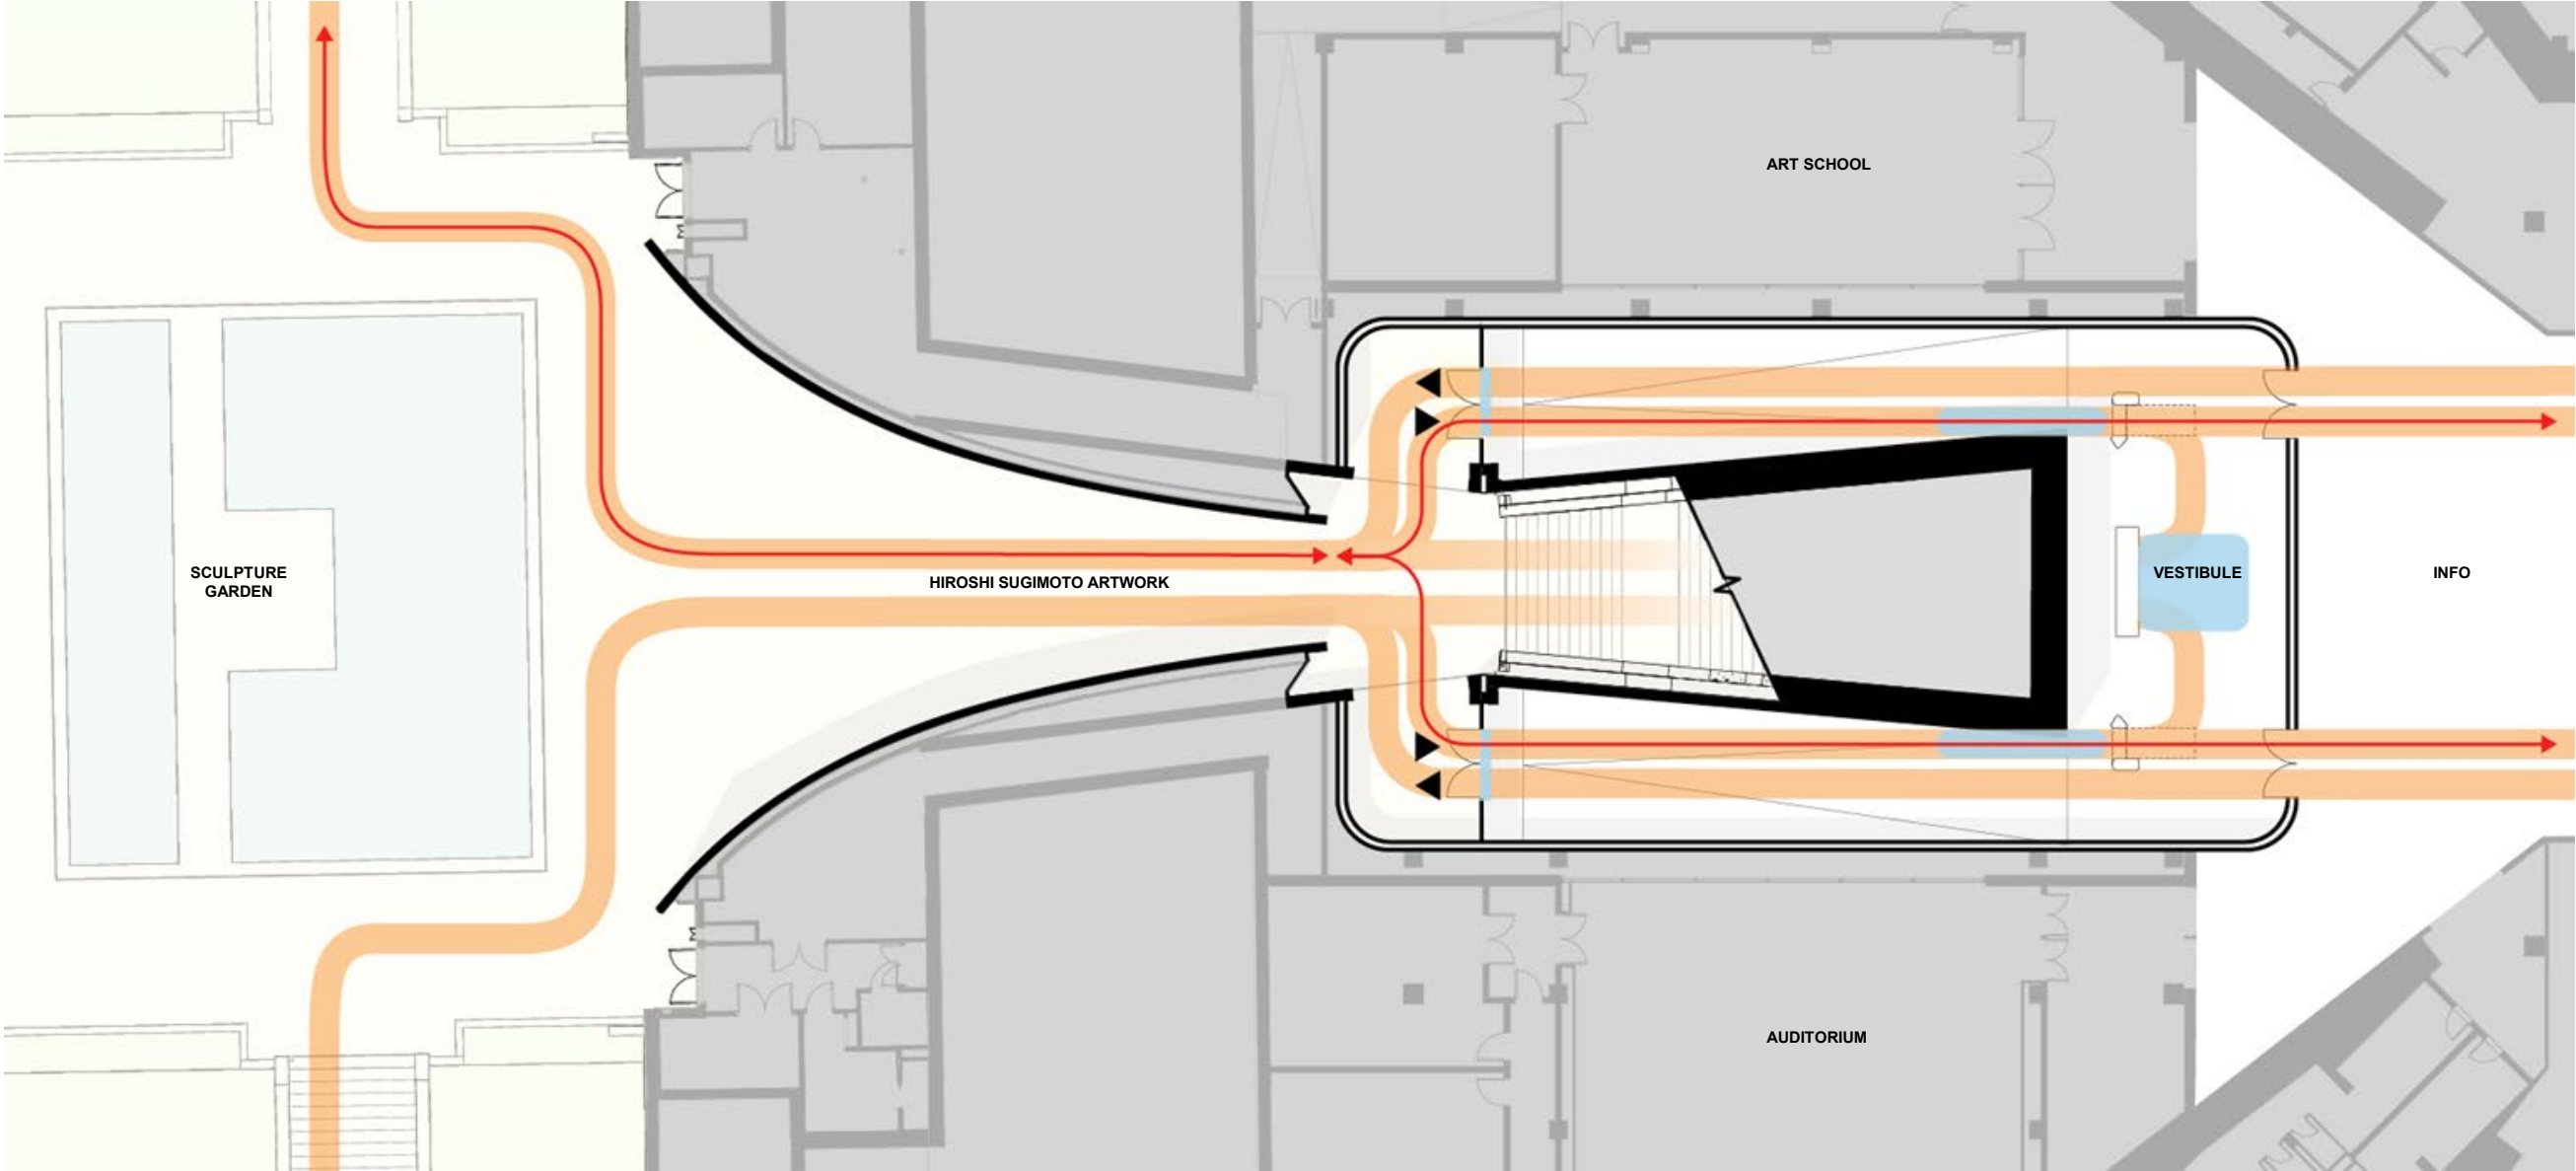 ART SCHOOL
SCULPTURE
GARDEN
HIROSHI SUGIMOTO ARTWORK
VESTIBULE
INFO
AUDITORIUM